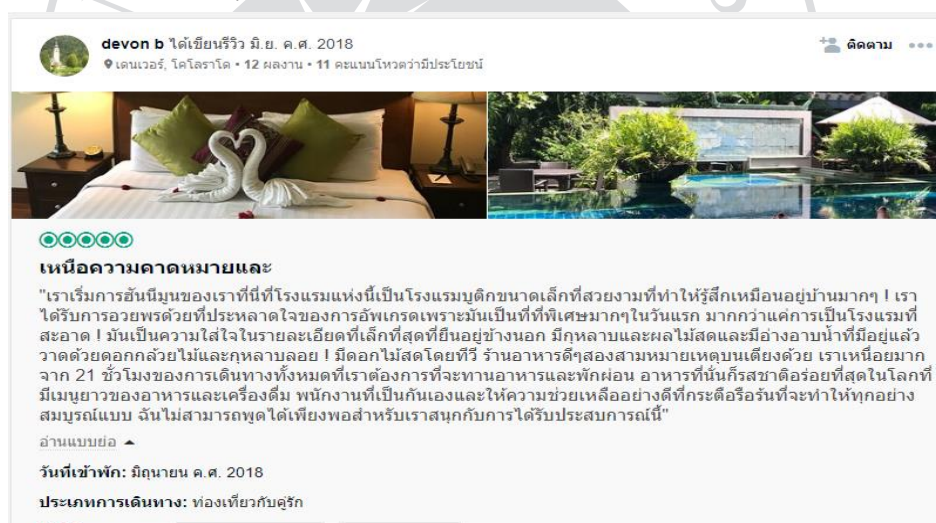 devon b ได้เขียนรีวิว มิ.ย. ค.ศ. 2018
ติดตาม
เดนเวอร์, โคโลราโด • 12 ผลงาน • 11 คะแนนโหวตว่ามีประโยชน์
เหนือความคาดหมายและ
"เราเริ่มการฮันนีมูนของเราที่นี่ที่โรงแรมแห่งนี้เป็นโรงแรมบูติกขนาดเล็กที่สวยงามที่ทำให้รู้สึกเหมือนอยู่บ้านมากๆ ! เรา
ได้รับการอวยพรด้วยที่ประหลาดใจของการอัพเกรดเพราะมันเป็นที่ที่พิเศษมากๆในวันแรก มากกว่าแค่การเป็นโรงแรมที่
สะอาด ! มันเป็นความใส่ใจในรายละเอียดที่เล็กที่สุดที่ยืนอยู่ข้างนอก มีกุหลาบและผลไม้สดและมีอ่างอาบน้ำที่มีอยู่แล้ว
วาดด้วยดอกกล้วยไม้และกุหลาบลอย ! มีดอกไม้สดโดยทีวี ร้านอาหารดีๆสองสามหมายเหตุบนเตียงด้วย เราเหนื่อยมาก
จาก 21 ชั่วโมงของการเดินทางทั้งหมดที่เราต้องการที่จะทานอาหารและพักผ่อน อาหารที่นั่นก็รสชาติอร่อยที่สุดในโลกที่
มีเมนูยาวของอาหารและเครื่องดื่ม พนักงานที่เป็นกันเองและให้ความช่วยเหลืออย่างดีที่กระตือรือร้นที่จะทำให้ทุกอย่าง
สมบูรณ์แบบ ฉันไม่สามารถพูดได้เพียงพอสำหรับเราสนุกกับการได้รับประสบการณ์นี้"
อ่านแบบย่อ
วันที่เข้าพัก: มิถุนายน ค.ศ. 2018
ประเภทการเดินทาง: ท่องเที่ยวกับคู่รัก